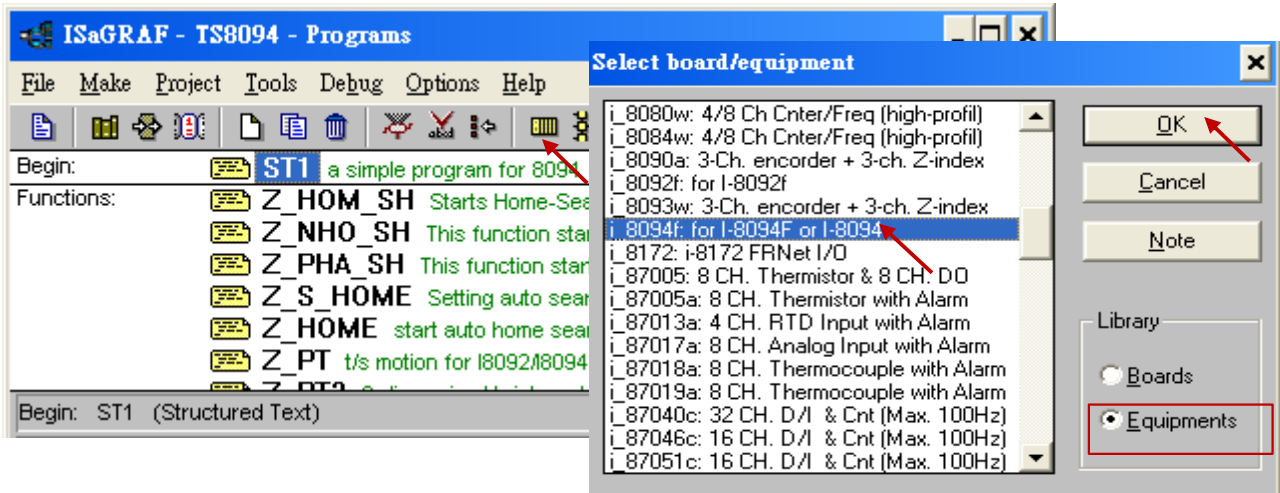 ISaGRAF - TS8094 - Programs
File Make Project Tools Debug Options Help
Begin: ST1 a simple program for 8094
Functions: Z_HOM_SH Starts Home-Sea
Z_NHO_SH This function star
Z_PHA_SH This function star
Z_S_HOME Setting auto sear
Z_HOME start auto home sear
Z_PT t/s motion for I8092/I8094
Begin: ST1 (Structured Text)
Select board/equipment
i_8080w: 4/8 Ch Cnter/Freq (high-profil)
i_8084w: 4/8 Ch Cnter/Freq (high-profil)
i_8090a: 3-Ch. encorder + 3-ch. Z-index
i_8092f: for I-8092f
i_8093w: 3-Ch. encorder + 3-ch. Z-index
i_8094f: for I-8094F or I-8094
i_8172: i-8172 FRNet I/O
i_87005: 8 CH. Thermistor & 8 CH. DO
i_87005a: 8 CH. Thermistor with Alarm
i_87013a: 4 CH. RTD Input with Alarm
i_87017a: 8 CH. Analog Input with Alarm
i_87018a: 8 CH. Thermocouple with Alarm
i_87019a: 8 CH. Thermocouple with Alarm
i_87040c: 32 CH. D/I & Cnt (Max. 100Hz)
i_87046c: 16 CH. D/I & Cnt (Max. 100Hz)
i_87051c: 16 CH. D/I & Cnt (Max. 100Hz)
OK
Cancel
Note
Library
Boards
Equipments